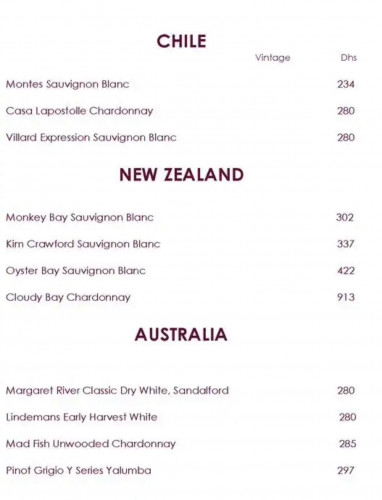 CHILE
Vintage Dhs
Montes Sauvignon Blanc 234
Casa Lapostolle Chardonnay 280
Villard Expression Sauvignon Blanc 280
NEW ZEALAND
Monkey Bay Sauvignon Blanc 302
Kim Crawford Sauvignon Blanc 337
Oyster Bay Sauvignon Blanc 422
Cloudy Bay Chardonnay 913
AUSTRALIA
Margaret River Classic Dry White, Sandalford 280
Lindemans Early Harvest White 280
Mad Fish Unwooded Chardonnay 285
Pinot Grigio Y Series Yalumba 297